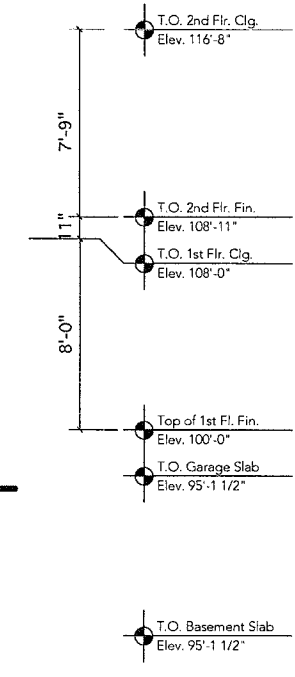 T.O. 2nd Flr. Clg.
Elev. 116'-8"
7'-9"
T.O. 2nd Flr. Fin.
Elev. 108'-11"
11"
T.O. 1st Flr. Clg.
Elev. 108'-0"
8'-0"
Top of 1st Fl. Fin.
Elev. 100'-0"
T.O. Garage Slab
Elev. 95'-1 1/2"
T.O. Basement Slab
Elev. 95'-1 1/2"